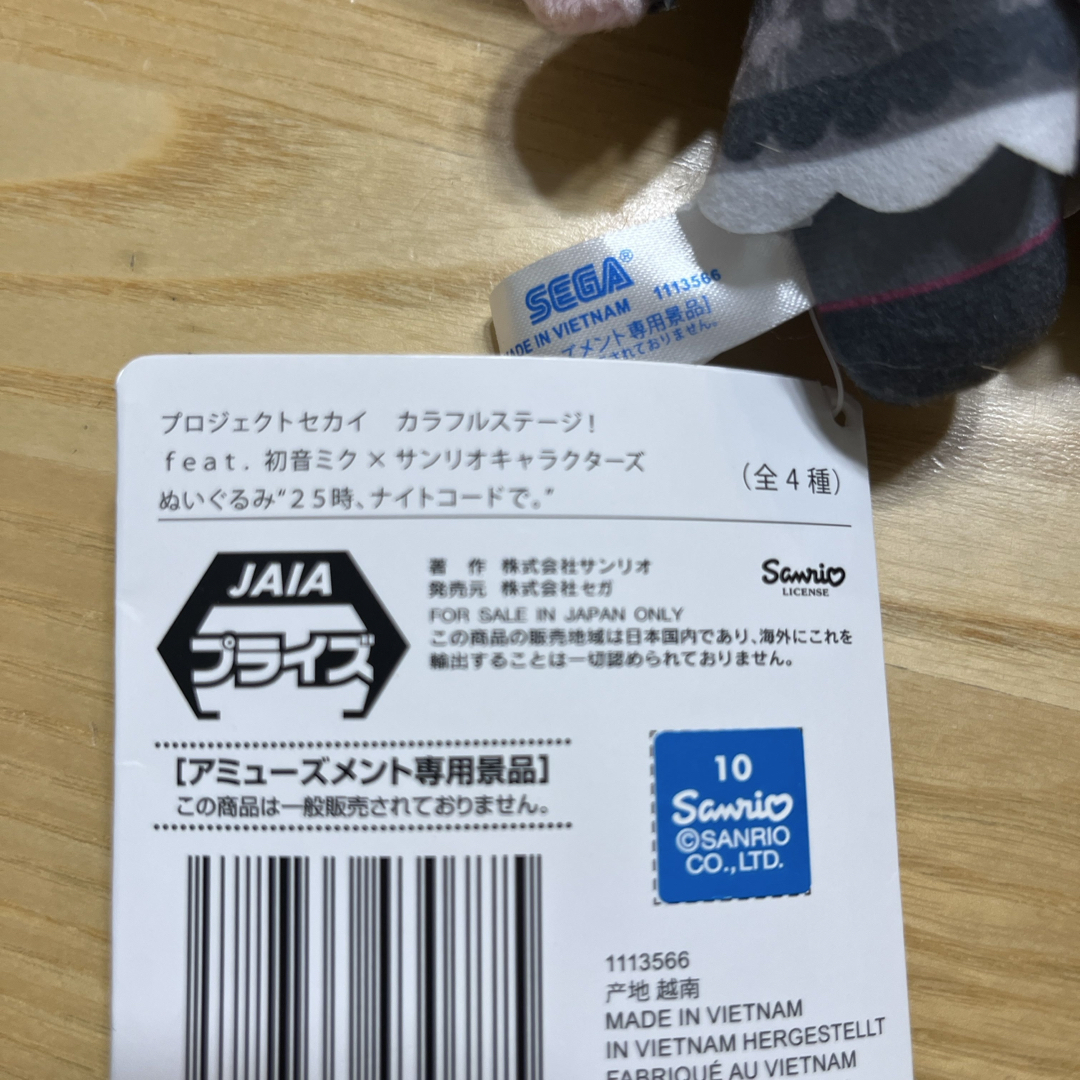 SEGA®
1113566
MADE IN VIETNAM
ズメント専用景品]
されておりません。
プロジェクトセカイ カラフルステージ!
feat. 初音ミク×サンリオキャラクターズ
ぬいぐるみ"25時、ナイトコードで。"
(全4種)
JAIA
プライズ
著 作 株式会社サンリオ
発売元 株式会社セガ
FOR SALE IN JAPAN ONLY
この商品の販売地域は日本国内であり、海外にこれを
輸出することは一切認められておりません。
Sanrio
LICENSE
[アミューズメント専用景品]
この商品は一般販売されておりません。
10
Sanrio
©SANRIO
CO.,LTD.
1113566
产地 越南
MADE IN VIETNAM
IN VIETNAM HERGESTELLT
FABRIQUÉ AU VIETNAM